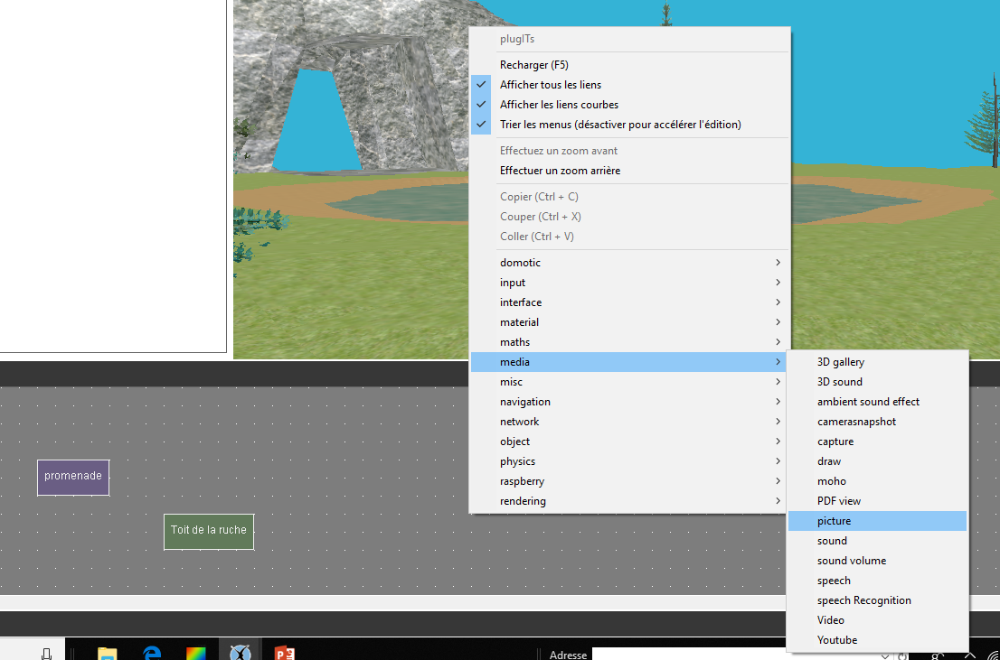 plugITs
Recharger (F5)
Afficher tous les liens
Afficher les liens courbes
Trier les menus (désactiver pour accélérer l'édition)
Effectuez un zoom avant
Effectuer un zoom arrière
Copier (Ctrl + C)
Couper (Ctrl + X)
Coller (Ctrl + V)
domotic
input
interface
material
maths
media
misc
navigation
network
object
physics
raspberry
rendering
3D gallery
3D sound
ambient sound effect
camerasnapshot
capture
draw
moho
PDF view
picture
sound
sound volume
speech
speech Recognition
Video
Youtube
promenade
Toit de la ruche
Adresse